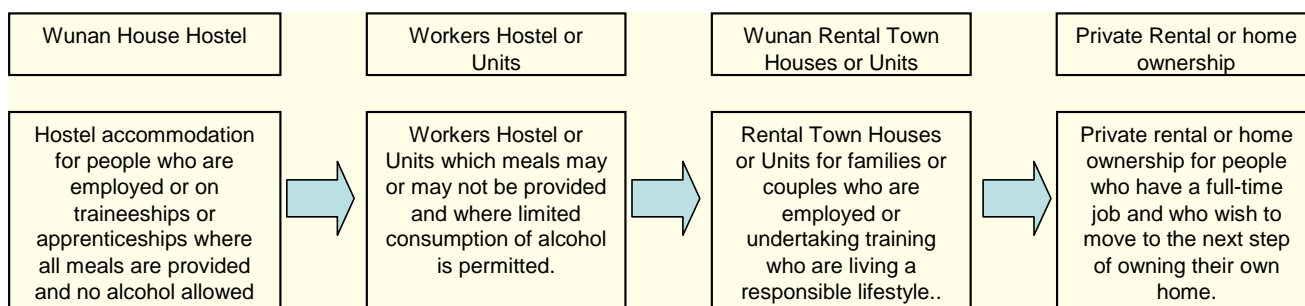 Wunan House Hostel
Workers Hostel or
Units
Wunan Rental Town
Houses or Units
Private Rental or home
ownership
Hostel accommodation
for people who are
employed or on
traineeships or
apprenticeships where
all meals are provided
and no alcohol allowed
Workers Hostel or
Units which meals may
or may not be provided
and where limited
consumption of alcohol
is permitted.
Rental Town Houses
or Units for families or
couples who are
employed or
undertaking training
who are living a
responsible lifestyle..
Private rental or home
ownership for people
who have a full-time
job and who wish to
move to the next step
of owning their own
home.